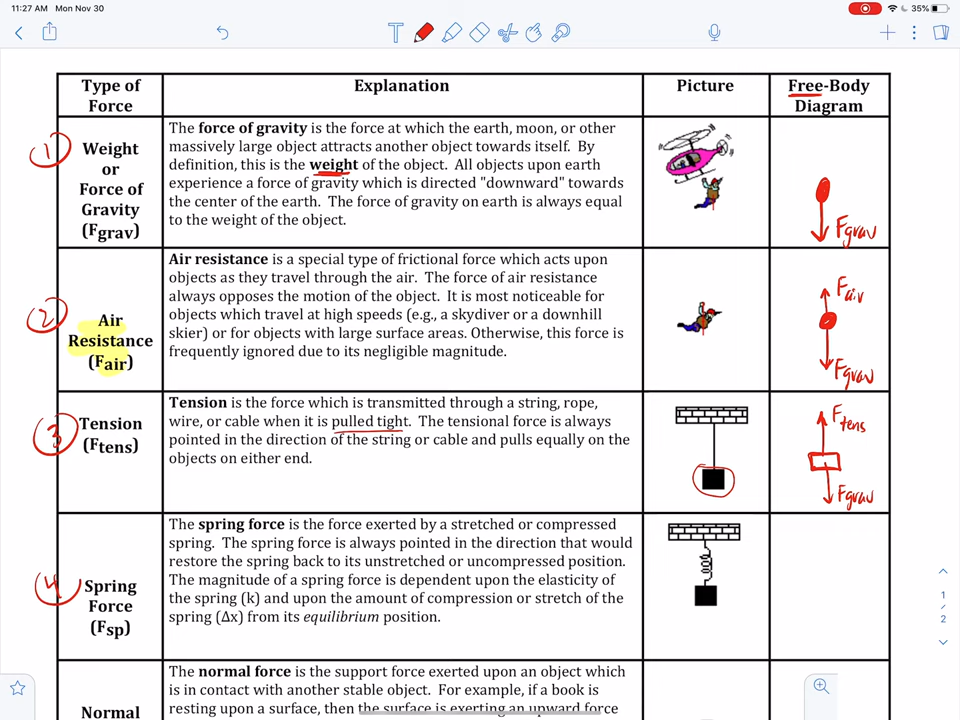 11:27 AM Mon Nov 30
35%
T
Type of
Force
Explanation
Picture
Free-Body
Diagram
1
Weight
or
Force of
Gravity
(Fgrav)
The force of gravity is the force at which the earth, moon, or other
massively large object attracts another object towards itself. By
definition, this is the weight of the object. All objects upon earth
experience a force of gravity which is directed "downward" towards
the center of the earth. The force of gravity on earth is always equal
to the weight of the object.
Fgrav
2
Air
Resistance
(Fair)
Air resistance is a special type of frictional force which acts upon
objects as they travel through the air. The force of air resistance
always opposes the motion of the object. It is most noticeable for
objects which travel at high speeds (e.g., a skydiver or a downhill
skier) or for objects with large surface areas. Otherwise, this force is
frequently ignored due to its negligible magnitude.
Fair
Fgrav
3
Tension
(Ftens)
Tension is the force which is transmitted through a string, rope,
wire, or cable when it is pulled tight. The tensional force is always
pointed in the direction of the string or cable and pulls equally on the
objects on either end.
Ftens
Fgrav
4
Spring
Force
(Fsp)
The spring force is the force exerted by a stretched or compressed
spring. The spring force is always pointed in the direction that would
restore the spring back to its unstretched or uncompressed position.
The magnitude of a spring force is dependent upon the elasticity of
the spring (k) and upon the amount of compression or stretch of the
spring (Δx) from its equilibrium position.
1
/
2
Normal
The normal force is the support force exerted upon an object which
is in contact with another stable object. For example, if a book is
resting upon a surface, then the surface is exerting an upward force